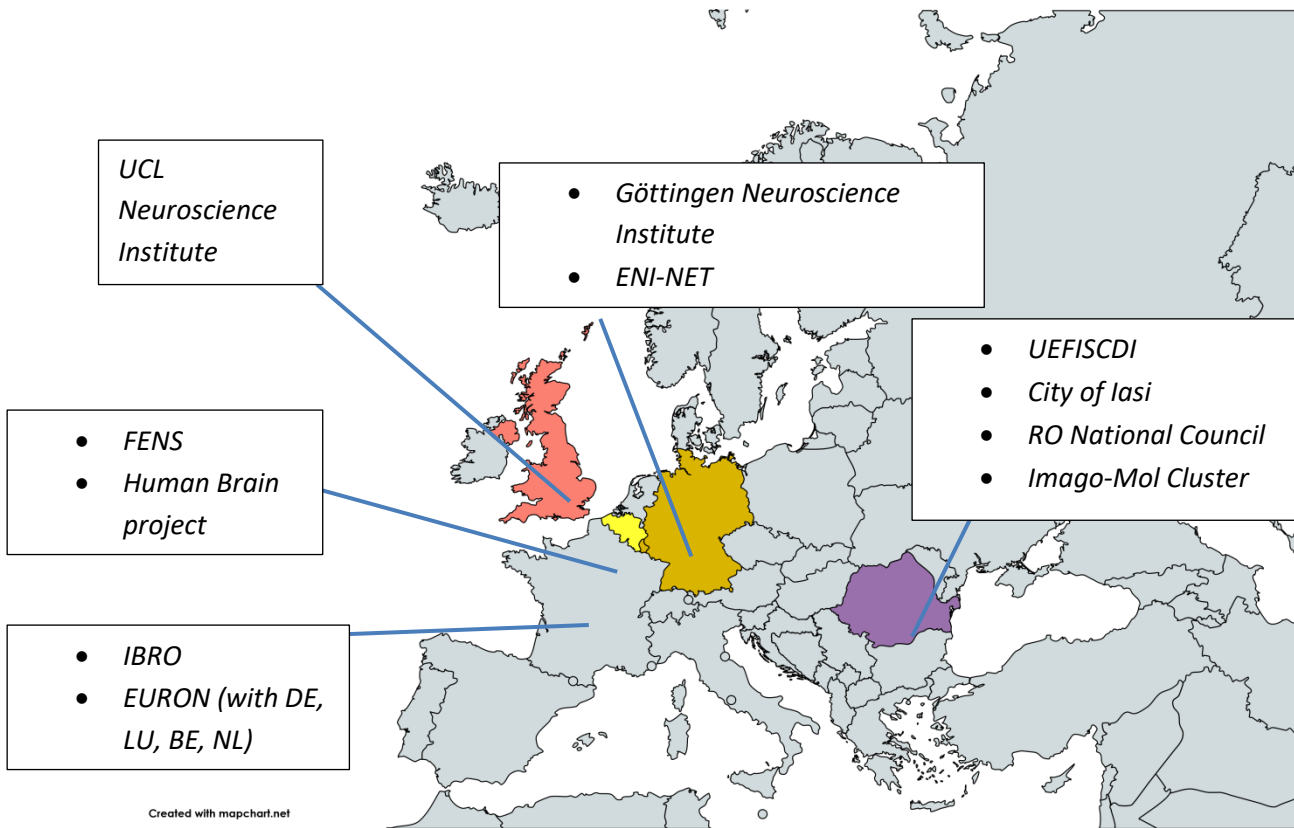 UCL
Neuroscience
Institute
• Göttingen Neuroscience
Institute
• ENI-NET
• UEFISCDI
• City of Iasi
• RO National Council
• Imago-Mol Cluster
• FENS
• Human Brain
project
• IBRO
• EURON (with DE,
LU, BE, NL)
Created with mapchart.net